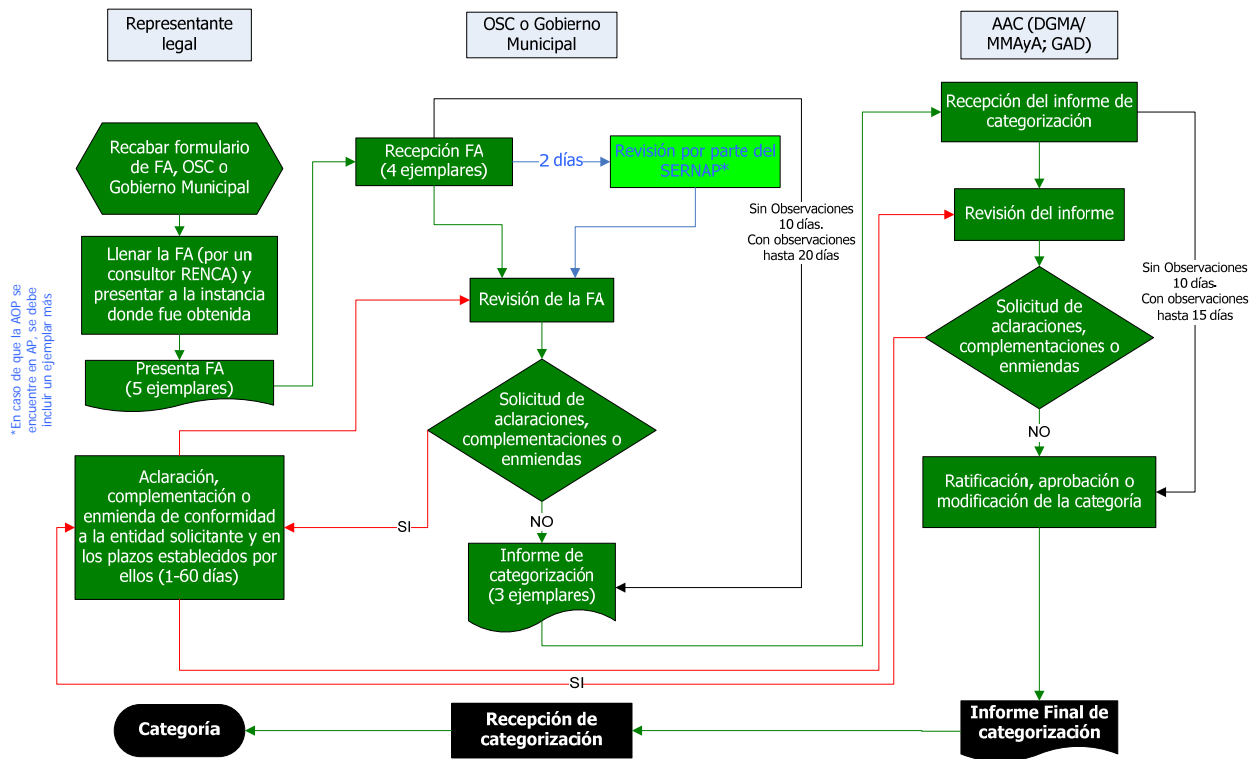 Representante
legal
OSC o Gobierno
Municipal
AAC (DGMA/
MMAyA; GAD)
Recabar formulario
de FA, OSC o
Gobierno Municipal
Llenar la FA (por un
consultor RENCA) y
presentar a la instancia
donde fue obtenida
Presenta FA
(5 ejemplares)
*En caso de que la AOP se
encuentre en AP, se debe
incluir un ejemplar más
Aclaración,
complementación o
enmienda de conformidad
a la entidad solicitante y en
los plazos establecidos por
ellos (1-60 días)
Recepción FA
(4 ejemplares)
2 días
Revisión por parte del
SERNAP*
Sin Observaciones
10 días.
Con observaciones
hasta 20 días
Revisión de la FA
Solicitud de
aclaraciones,
complementaciones o
enmiendas
SI
NO
Informe de
categorización
(3 ejemplares)
Recepción del informe de
categorización
Revisión del informe
Sin Observaciones
10 días.
Con observaciones
hasta 15 días
Solicitud de
aclaraciones,
complementaciones o
enmiendas
NO
SI
Ratificación, aprobación o
modificación de la categoría
Informe Final de
categorización
Recepción de
categorización
Categoría